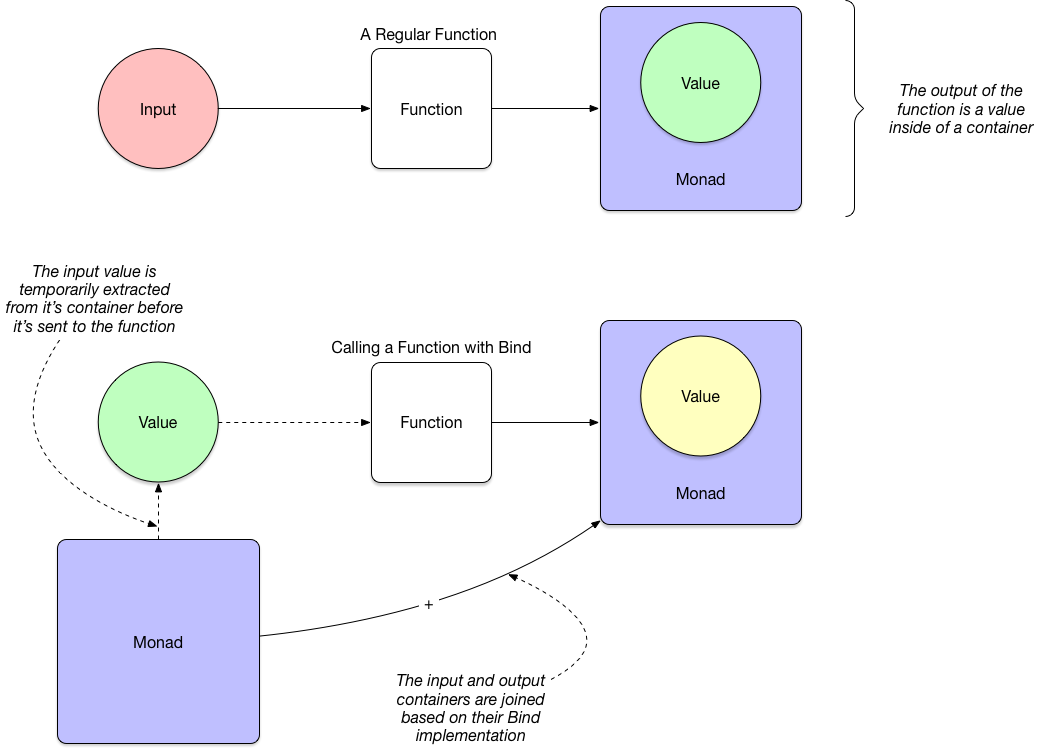 A Regular Function
Input
Function
Value
Monad
The output of the
function is a value
inside of a container
The input value is
temporarily extracted
from it’s container before
it’s sent to the function
Calling a Function with Bind
Value
Function
Value
Monad
Monad
+
The input and output
containers are joined
based on their Bind
implementation